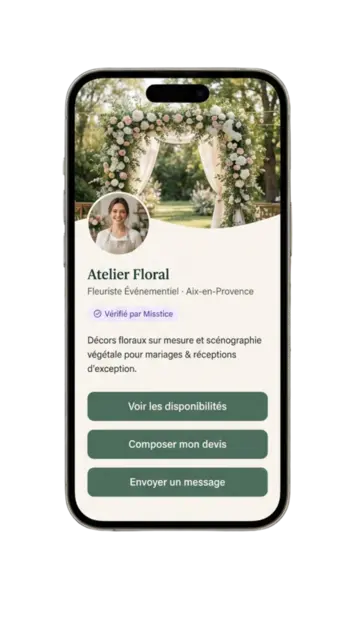 Atelier Floral
Fleuriste Événementiel · Aix-en-Provence
Vérifié par Misstice
Décors floraux sur mesure et scénographie
végétale pour mariages & réceptions
d'exception.
Voir les disponibilités
Composer mon devis
Envoyer un message